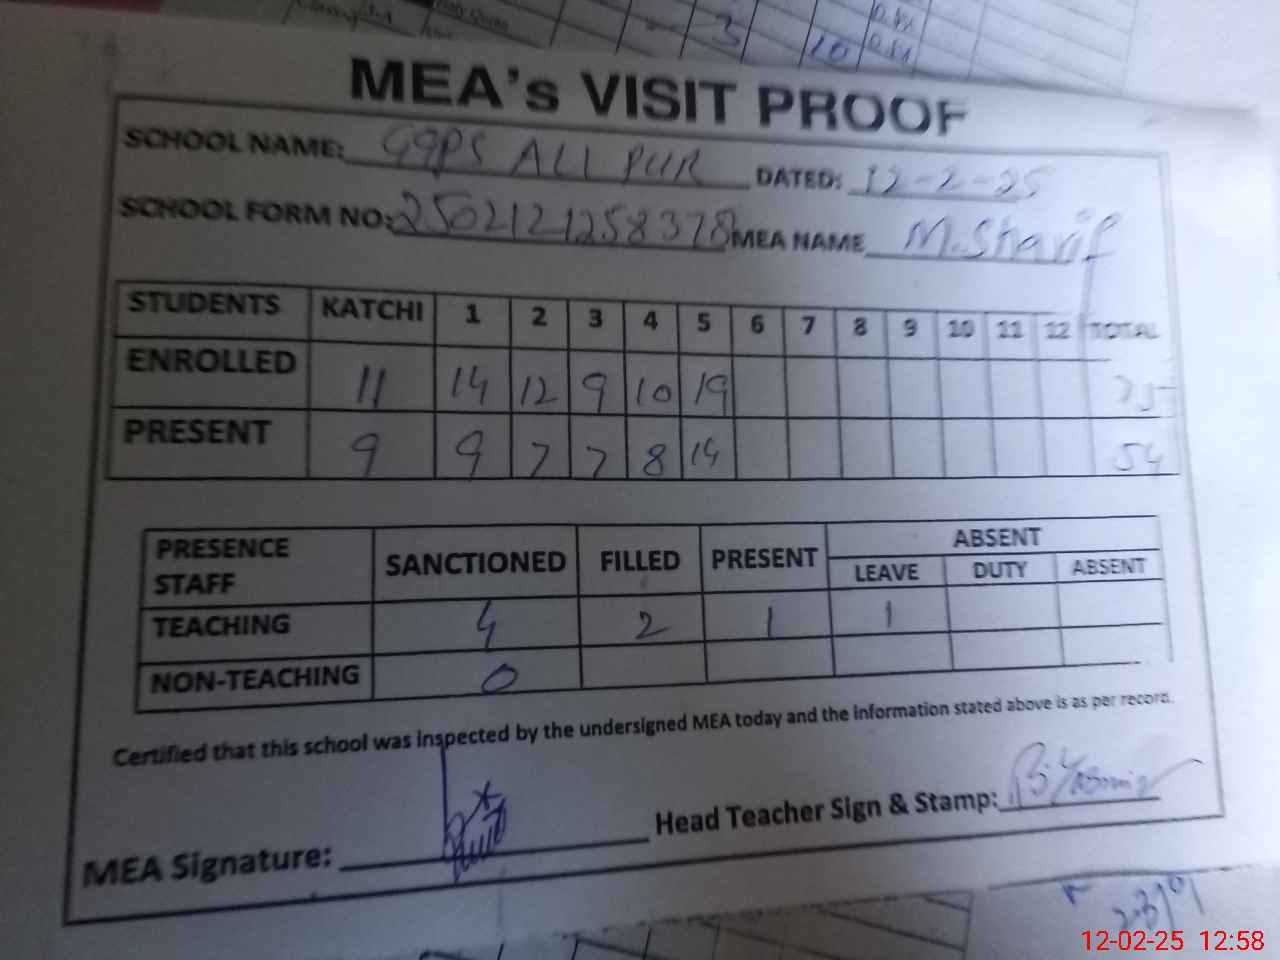 3
10
MEA's VISIT PROOF
SCHOOL NAME: GGPS ALI PUR DATED: 12-2-25
SCHOOL FORM NO: 2502121258378 MEA NAME M.Sharif
STUDENTS KATCHI 1 2 3 4 5 6 7 8 9 10 11 12 TOTAL
ENROLLED 11 14 12 9 10 19 75
PRESENT 9 9 7 7 8 14 54
PRESENCE STAFF SANCTIONED FILLED PRESENT ABSENT
LEAVE DUTY ABSENT
TEACHING 4 2 1 1
NON-TEACHING 0
Certified that this school was inspected by the undersigned MEA today and the information stated above is as per record.
MEA Signature: Head Teacher Sign & Stamp:
12-02-25 12:58